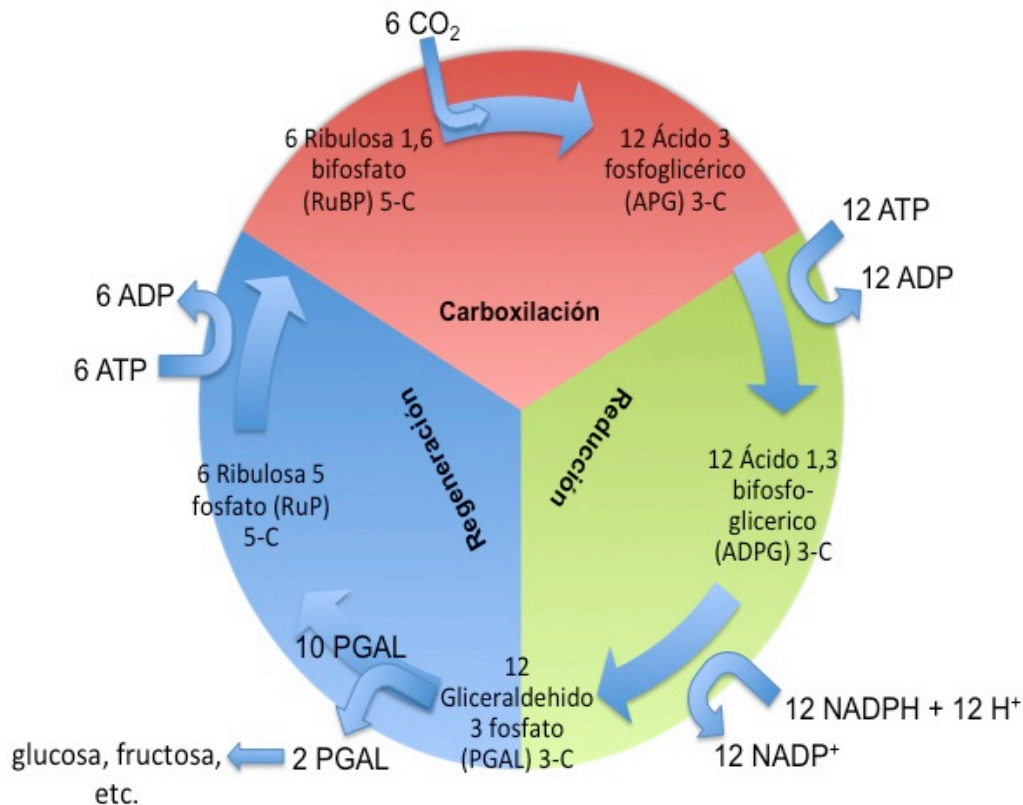 6 CO₂
6 Ribulosa 1,6
bifosfato
(RuBP) 5-C
12 Ácido 3
fosfoglicérico
(APG) 3-C
Carboxilación
12 ATP
12 ADP
Reducción
12 Ácido 1,3
bifosfo-
glicerico
(ADPG) 3-C
12 NADPH + 12 H⁺
12 NADP⁺
12
Gliceraldehido
3 fosfato
(PGAL) 3-C
10 PGAL
2 PGAL
glucosa, fructosa,
etc.
Regeneración
6 Ribulosa 5
fosfato (RuP)
5-C
6 ATP
6 ADP